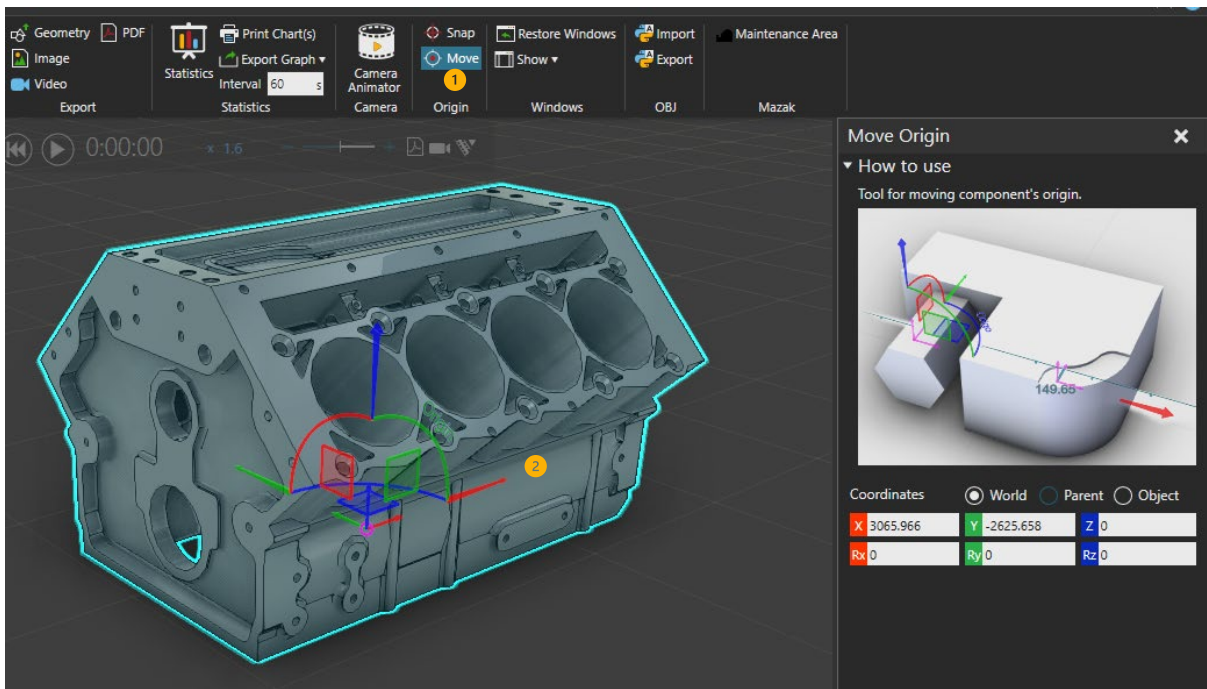 Geometry PDF
Image
Video
Export
Statistics
Print Chart(s)
Export Graph
Interval 60 s
Statistics
Camera Animator
Camera
Snap
Move
1
Origin
Restore Windows
Show
Windows
Import
Export
OBJ
Maintenance Area
Mazak
0:00:00 x 1.6
2
Move Origin
How to use
Tool for moving component's origin.
149.65
Coordinates World Parent Object
X 3065.966 Y -2625.658 Z 0
Rx 0 Ry 0 Rz 0